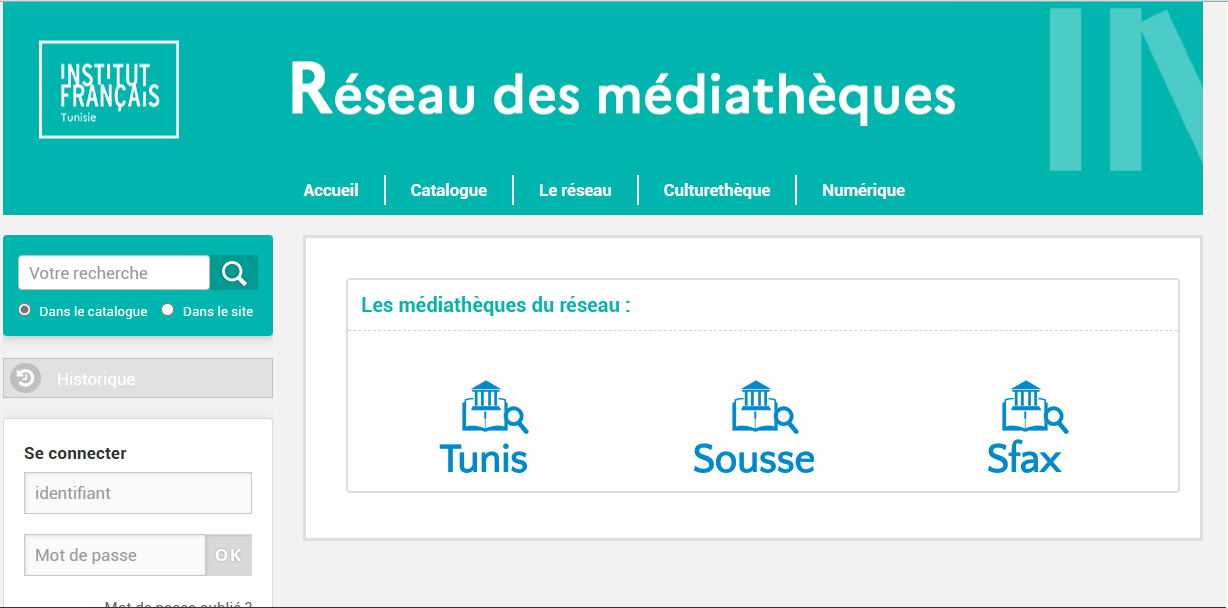 INSTITUT
FRANÇAIS
Tunisie
Réseau des médiathèques
IN
Accueil
Catalogue
Le réseau
Culturethèque
Numérique
Votre recherche
Dans le catalogue
Dans le site
Historique
Se connecter
identifiant
Mot de passe
OK
Mot de passe oublié ?
Les médiathèques du réseau :
Tunis
Sousse
Sfax